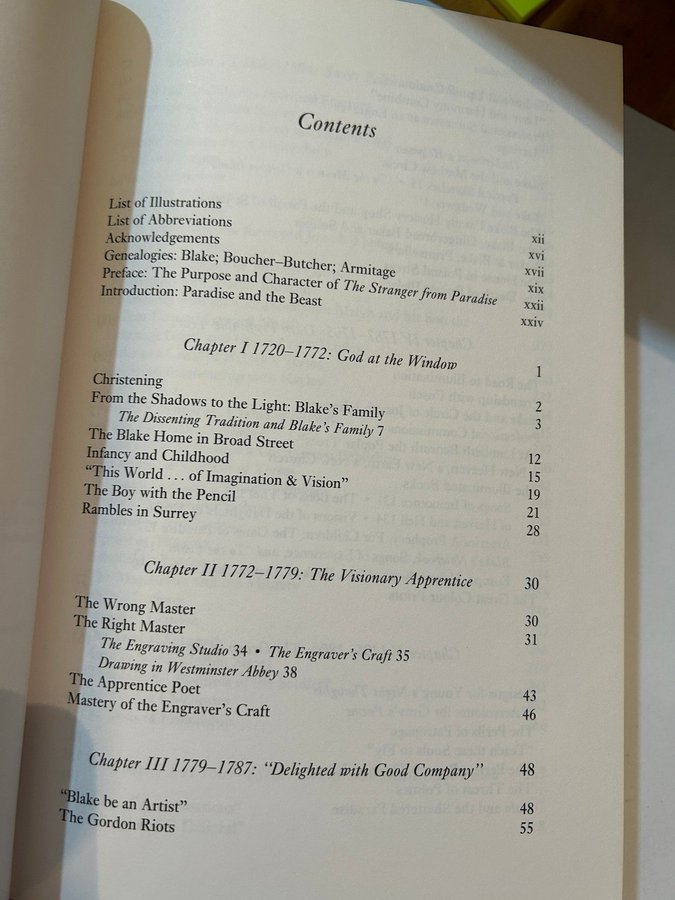 Contents
List of Illustrations xii
List of Abbreviations xvi
Acknowledgements xvii
Genealogies: Blake; Boucher–Butcher; Armitage xix
Preface: The Purpose and Character of The Stranger from Paradise xxii
Introduction: Paradise and the Beast xxiv
Chapter I 1720–1772: God at the Window 1
Christening 2
From the Shadows to the Light: Blake's Family 3
The Dissenting Tradition and Blake's Family 7
The Blake Home in Broad Street 12
Infancy and Childhood 15
“This World . . . of Imagination & Vision” 19
The Boy with the Pencil 21
Rambles in Surrey 28
Chapter II 1772–1779: The Visionary Apprentice 30
The Wrong Master 30
The Right Master 31
The Engraving Studio 34 • The Engraver's Craft 35
Drawing in Westminster Abbey 38
The Apprentice Poet 43
Mastery of the Engraver's Craft 46
Chapter III 1779–1787: “Delighted with Good Company” 48
“Blake be an Artist” 48
The Gordon Riots 55